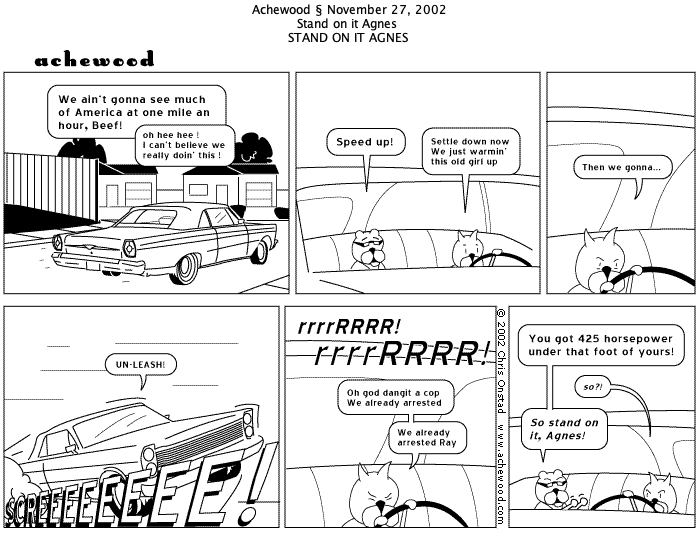 Achewood § November 27, 2002
Stand on it Agnes
STAND ON IT AGNES
achewood
We ain't gonna see much
of America at one mile an
hour, Beef!
oh hee hee !
I can't believe we
really doin' this !
Speed up!
Settle down now
We just warmin'
this old girl up
Then we gonna...
UN-LEASH!
SCREEEEEEEEEE!
rrrrRRRR!
rrrrRRRR!
Oh god dangit a cop
We already arrested
We already
arrested Ray
© 2002 Chris Onstad www.achewood.com
You got 425 horsepower
under that foot of yours!
so?!
So stand on
it, Agnes!